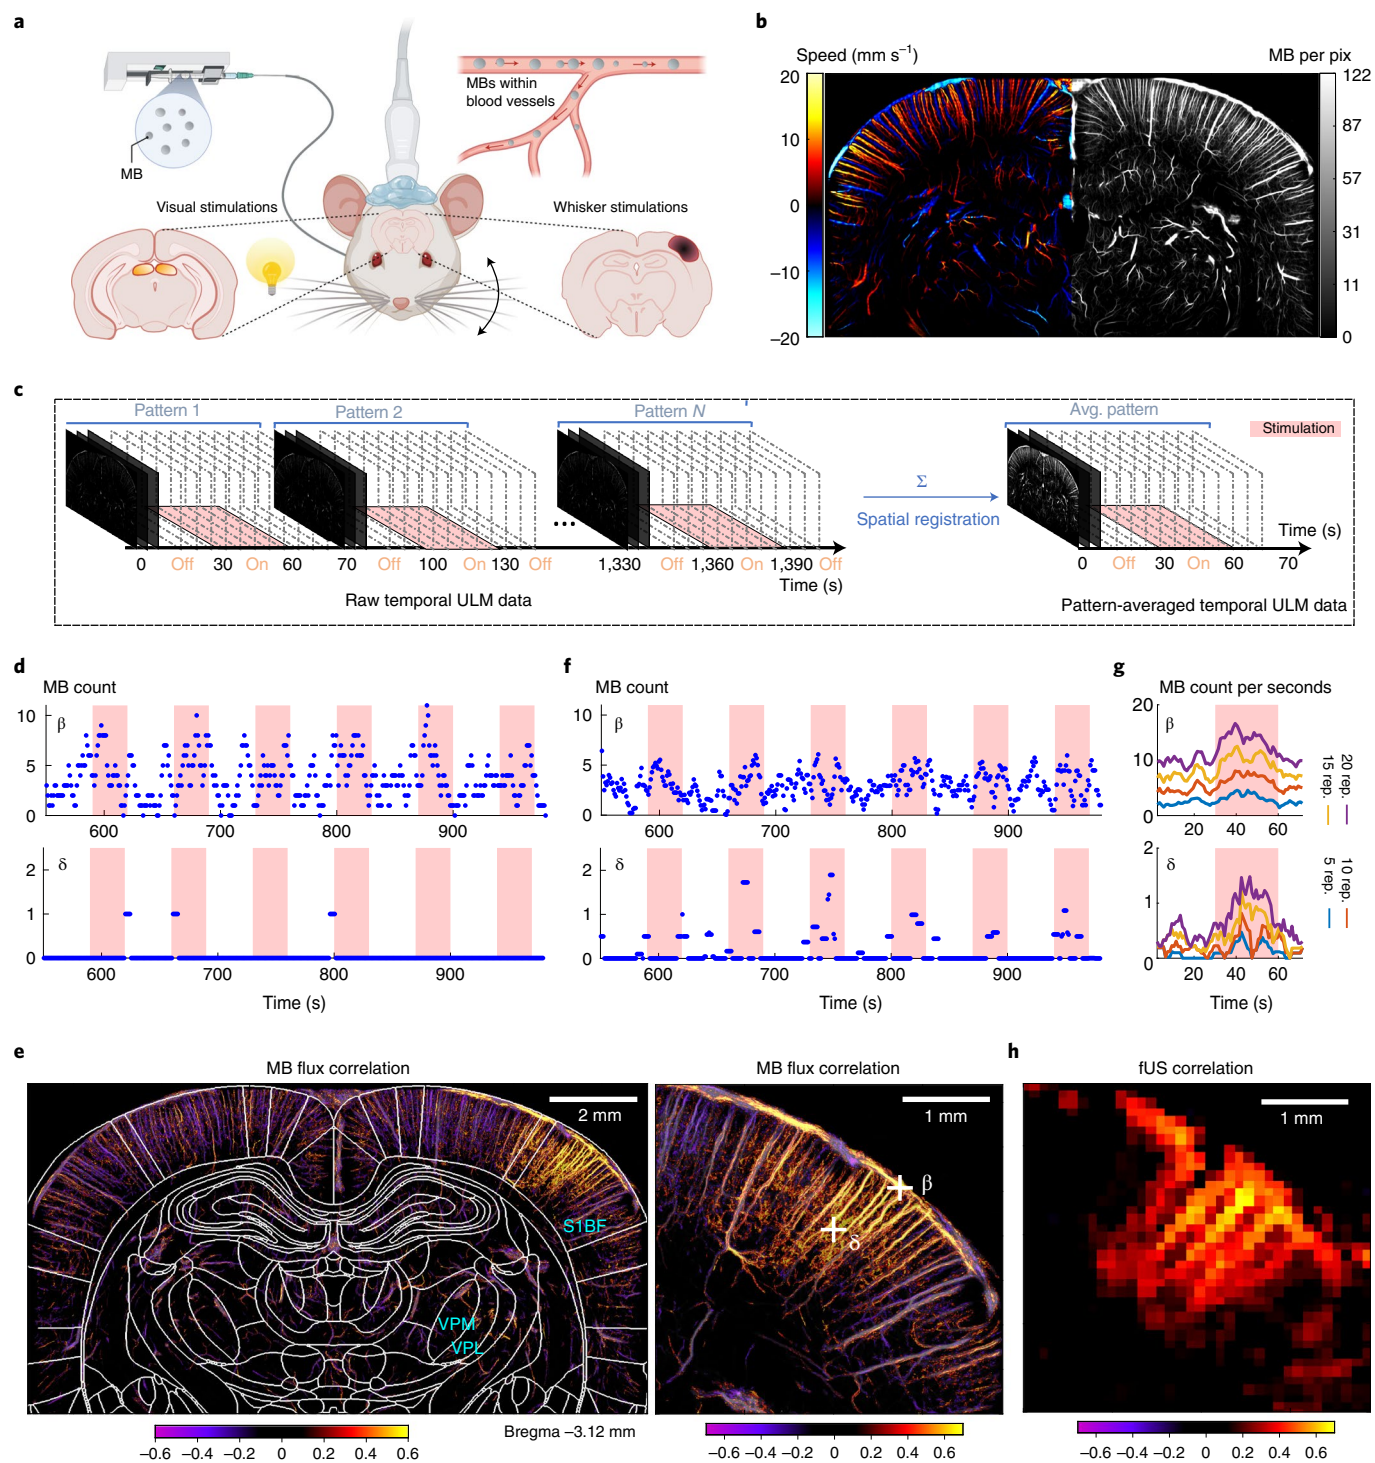 a
MBs within
blood vessels
MB
Visual stimulations
Whisker stimulations
b
Speed (mm s⁻¹)
MB per pix
20
10
0
−10
−20
122
87
57
31
11
0
c
Pattern 1
Pattern 2
Pattern N
Avg. pattern
Stimulation
Σ
Spatial registration
...
0 Off 30 On 60 70 Off 100 On 130 Off 1,330 Off 1,360 On 1,390 Off
Time (s)
Raw temporal ULM data
Time (s)
0 Off 30 On 60 70
Pattern-averaged temporal ULM data
d
MB count
β
10
5
0
600 700 800 900
δ
2
1
0
600 700 800 900
Time (s)
f
MB count
β
10
5
0
600 700 800 900
δ
2
1
0
600 700 800 900
Time (s)
g
MB count per seconds
β
20
10
0
20 40 60
δ
2
1
0
20 40 60
Time (s)
20 rep.
15 rep.
10 rep.
5 rep.
e
MB flux correlation
2 mm
S1BF
VPM
VPL
−0.6 −0.4 −0.2 0 0.2 0.4 0.6
Bregma −3.12 mm
MB flux correlation
1 mm
β
δ
−0.6 −0.4 −0.2 0 0.2 0.4 0.6
h
fUS correlation
1 mm
−0.6 −0.4 −0.2 0 0.2 0.4 0.6